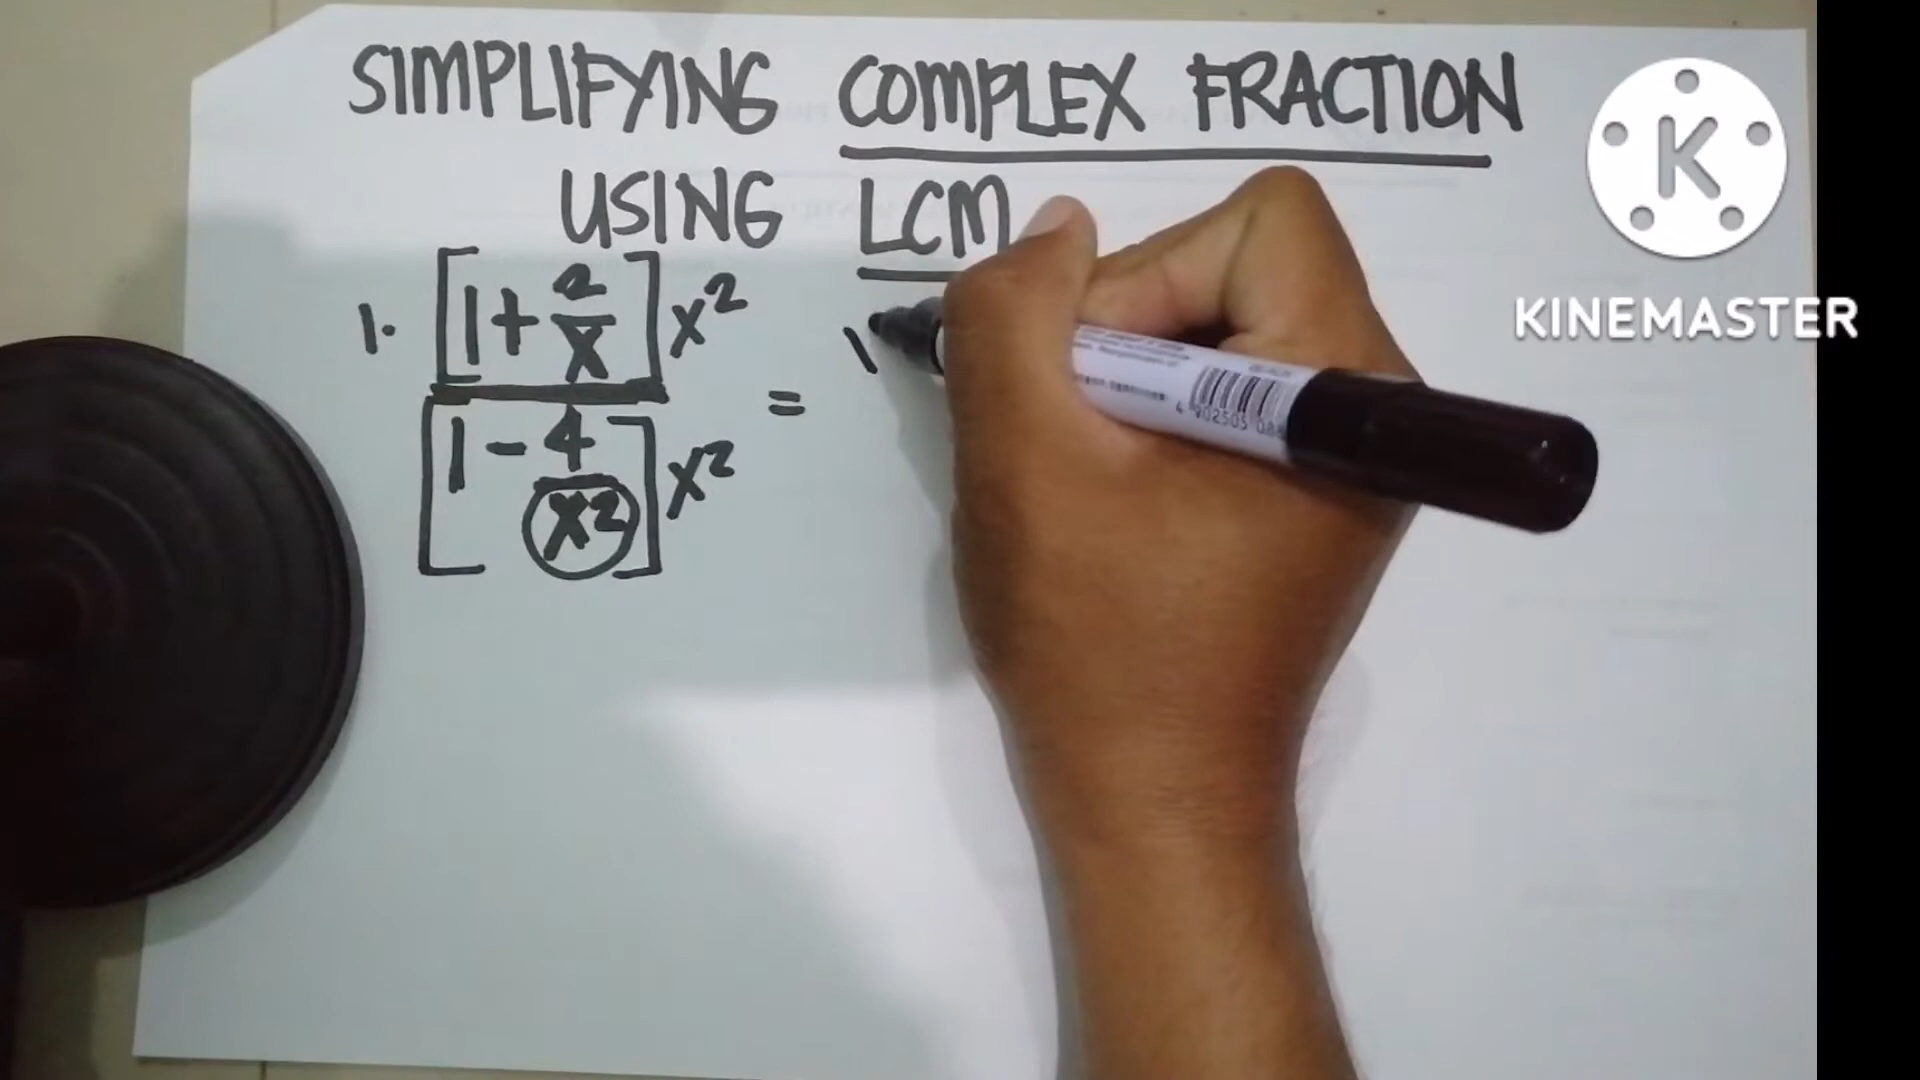 SIMPLIFYING COMPLEX FRACTION
USING LCM
1. [1 + 2/x] x²
=
[1 - 4/x²] x²
K
KINEMASTER